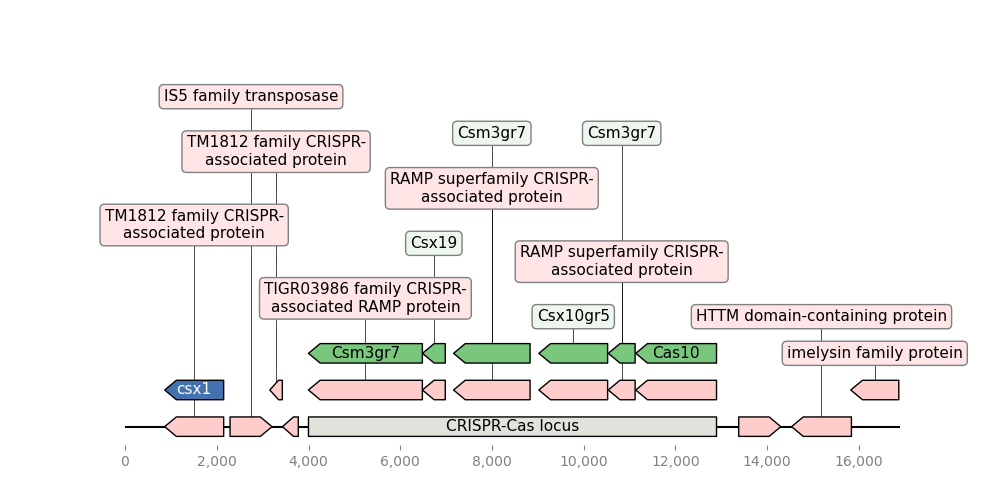 IS5 family transposase
Csm3gr7
Csm3gr7
TM1812 family CRISPR-
associated protein
RAMP superfamily CRISPR-
associated protein
TM1812 family CRISPR-
associated protein
Csx19
RAMP superfamily CRISPR-
associated protein
TIGR03986 family CRISPR-
associated RAMP protein
Csx10gr5
HTTM domain-containing protein
Csm3gr7
Cas10
imelysin family protein
csx1
CRISPR-Cas locus
0
2,000
4,000
6,000
8,000
10,000
12,000
14,000
16,000